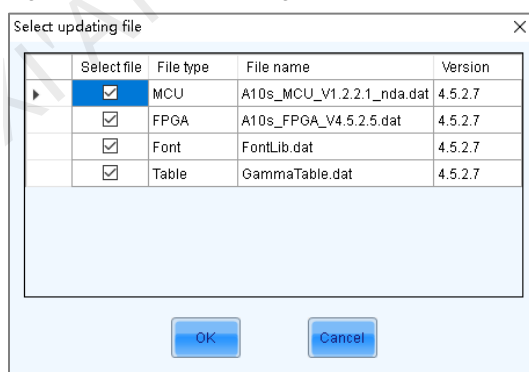 Select updating file
Select file File type File name Version
MCU A10s_MCU_V1.2.2.1_nda.dat 4.5.2.7
FPGA A10s_FPGA_V4.5.2.5.dat 4.5.2.7
Font FontLib.dat 4.5.2.7
Table GammaTable.dat 4.5.2.7
OK Cancel